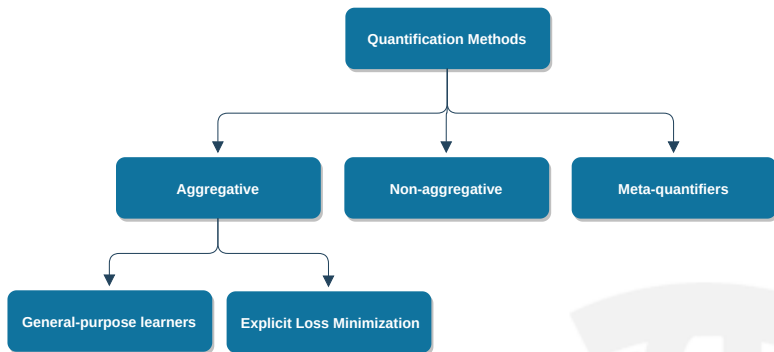 Quantification Methods
Aggregative
Non-aggregative
Meta-quantifiers
General-purpose learners
Explicit Loss Minimization